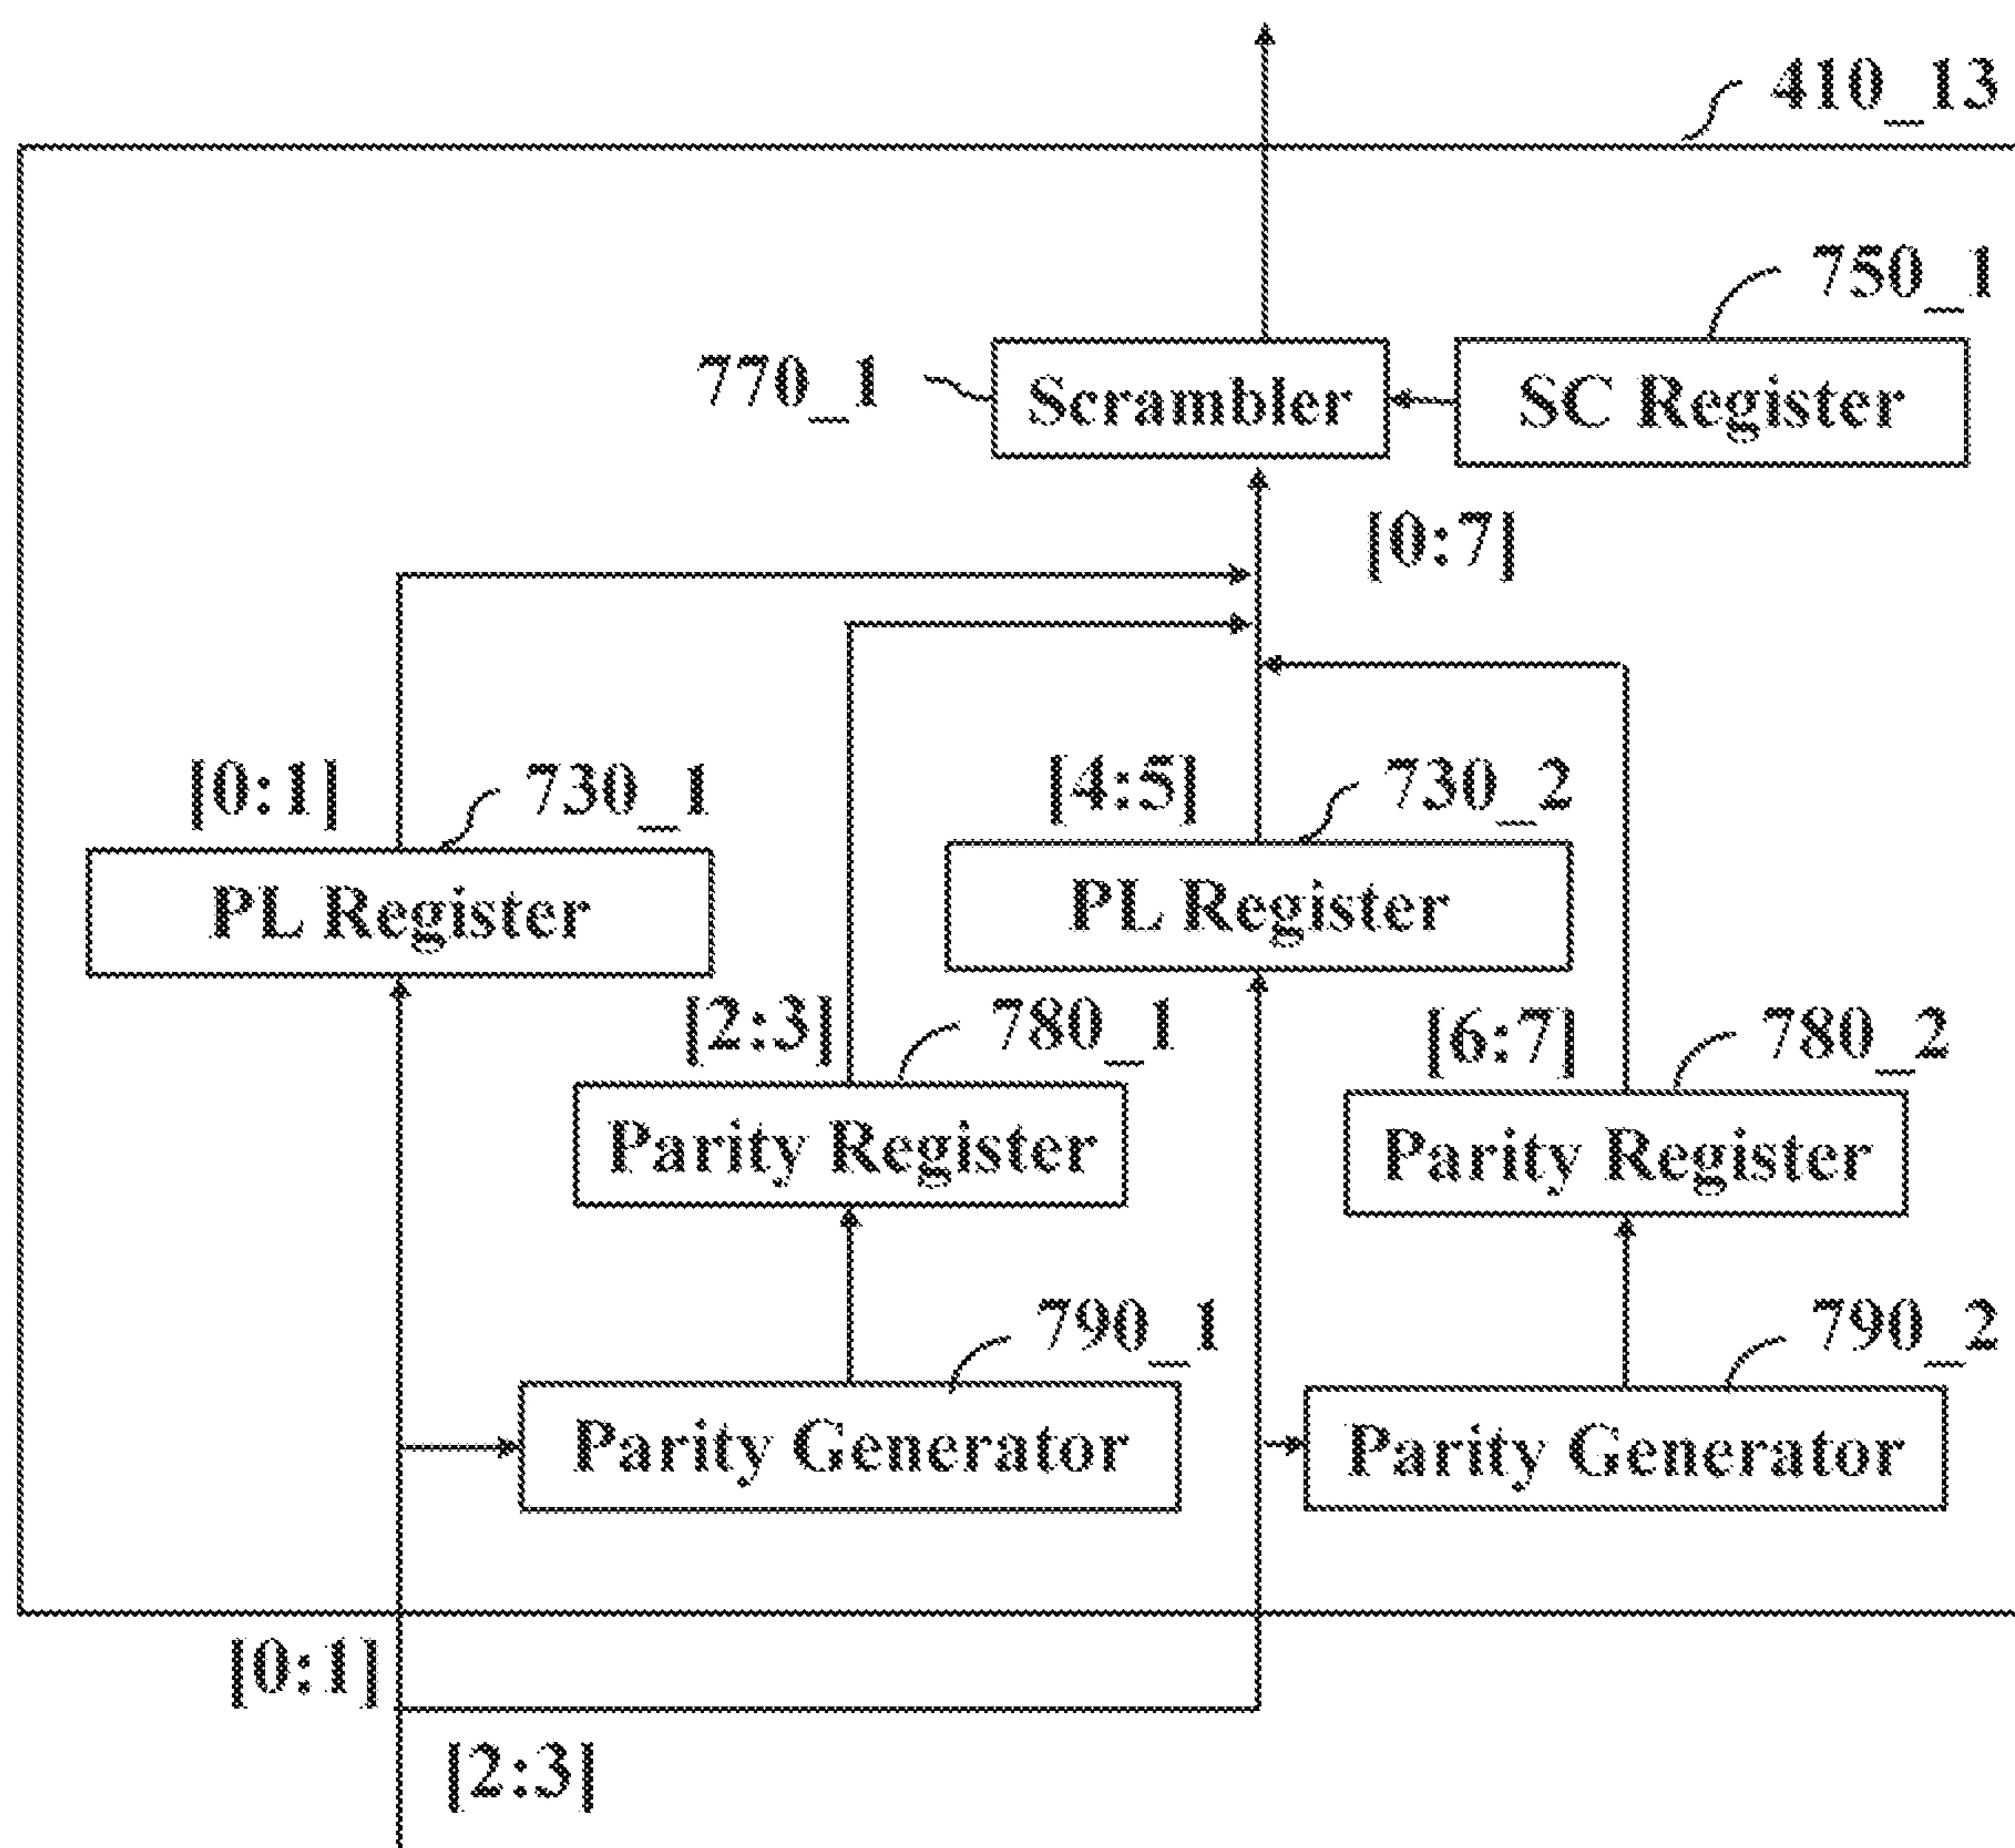 410_13
750_1
770_1
Scrambler
SC Register
[0:7]
[0:1]
730_1
[4:5]
730_2
PL Register
PL Register
[2:3]
780_1
[6:7]
780_2
Parity Register
Parity Register
790_1
790_2
Parity Generator
Parity Generator
[0:1]
[2:3]